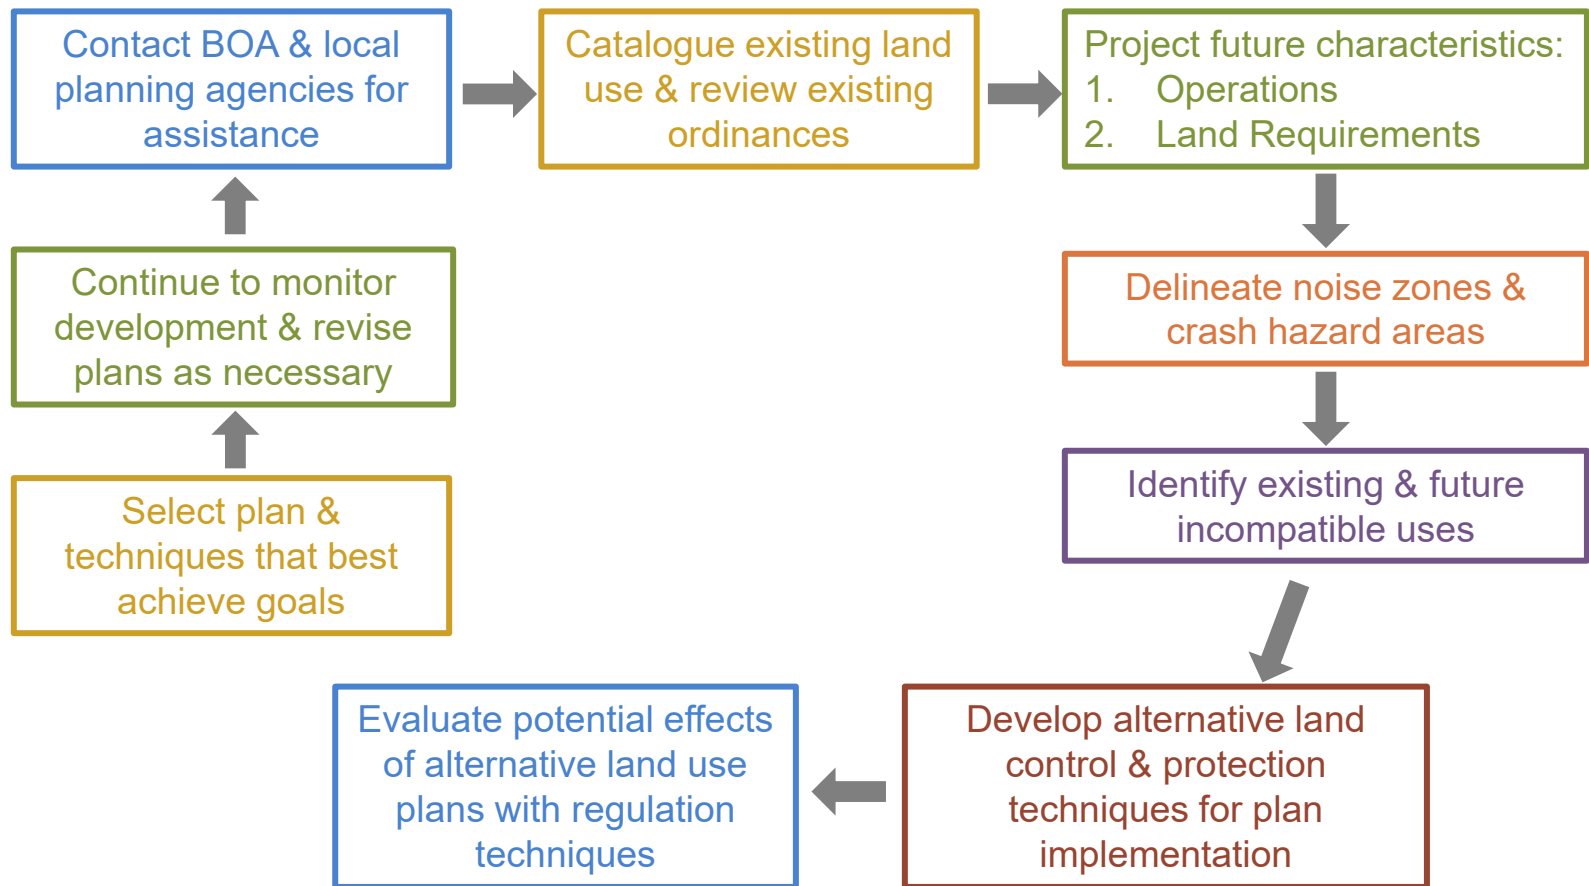 Contact BOA & local
planning agencies for
assistance
Catalogue existing land
use & review existing
ordinances
Project future characteristics:
1. Operations
2. Land Requirements
Delineate noise zones &
crash hazard areas
Identify existing & future
incompatible uses
Develop alternative land
control & protection
techniques for plan
implementation
Evaluate potential effects
of alternative land use
plans with regulation
techniques
Select plan &
techniques that best
achieve goals
Continue to monitor
development & revise
plans as necessary